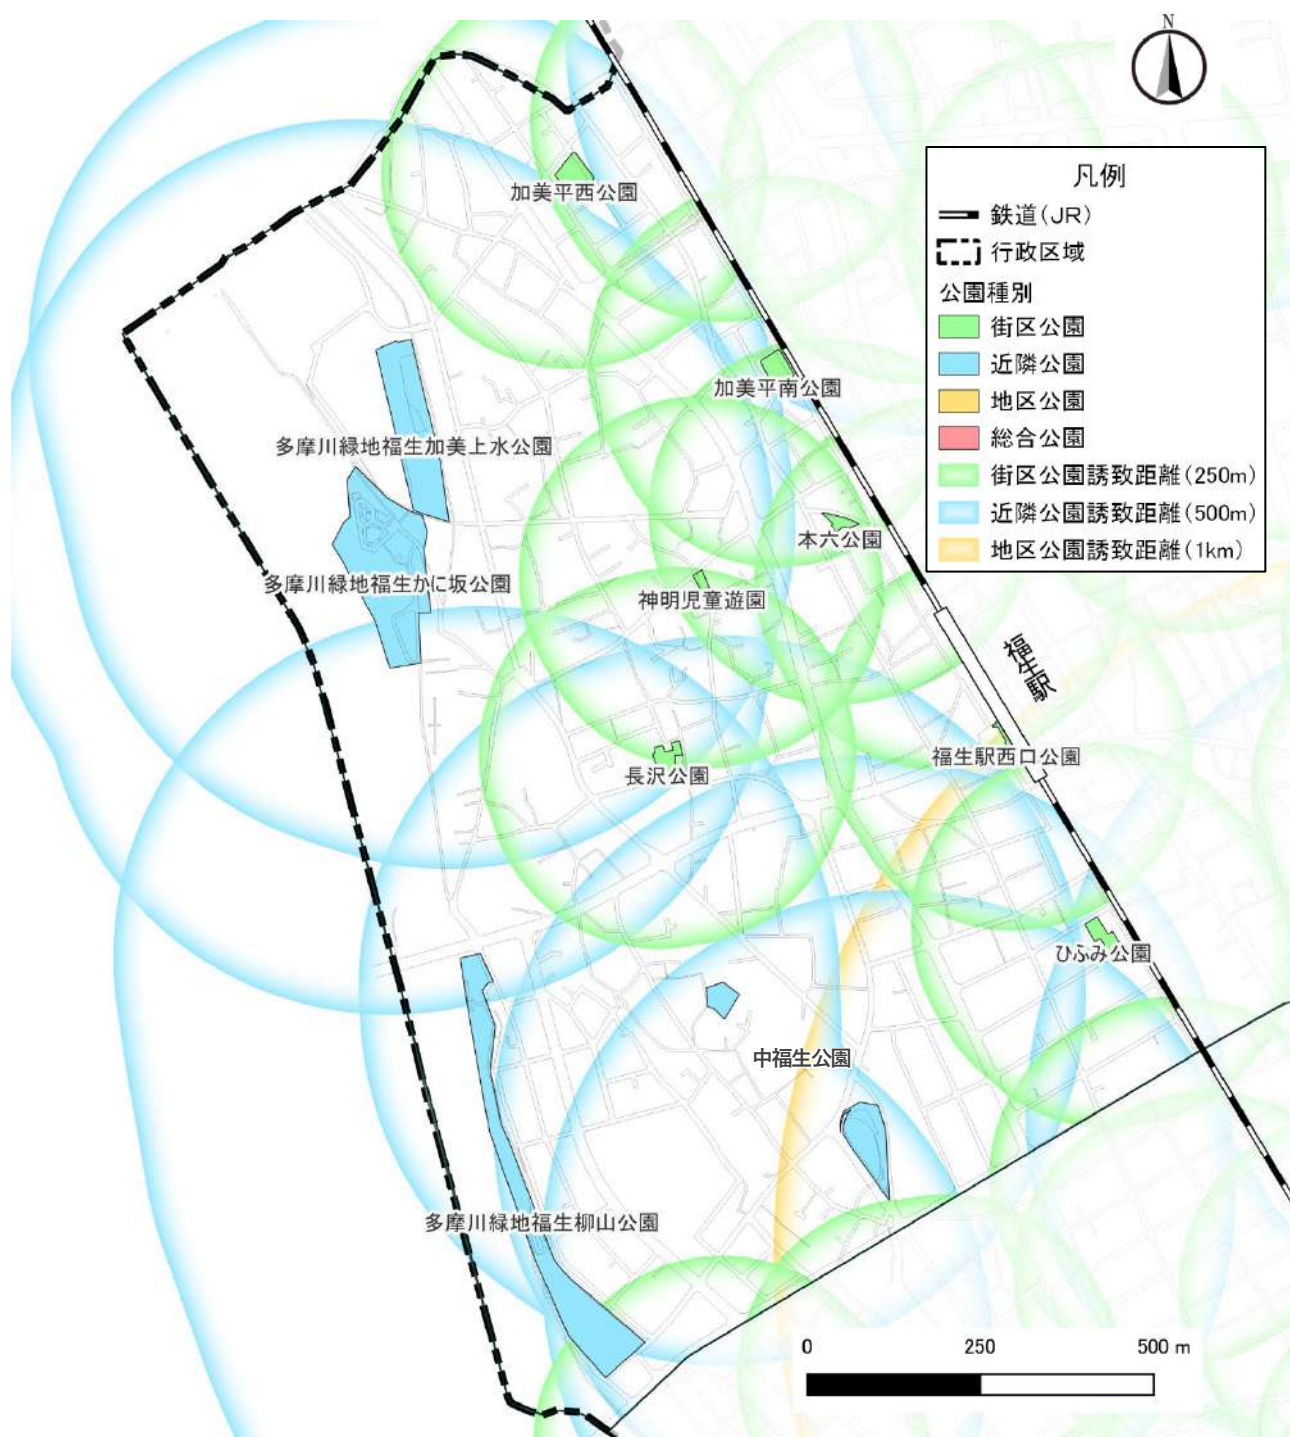 N
凡例
鉄道(JR)
行政区域
公園種別
街区公園
近隣公園
地区公園
総合公園
街区公園誘致距離(250m)
近隣公園誘致距離(500m)
地区公園誘致距離(1km)
加美平西公園
加美平南公園
多摩川緑地福生加美上水公園
本六公園
多摩川緑地福生かに坂公園
神明児童遊園
福生駅
福生駅西口公園
長沢公園
ひふみ公園
中福生公園
多摩川緑地福生柳山公園
0 250 500 m